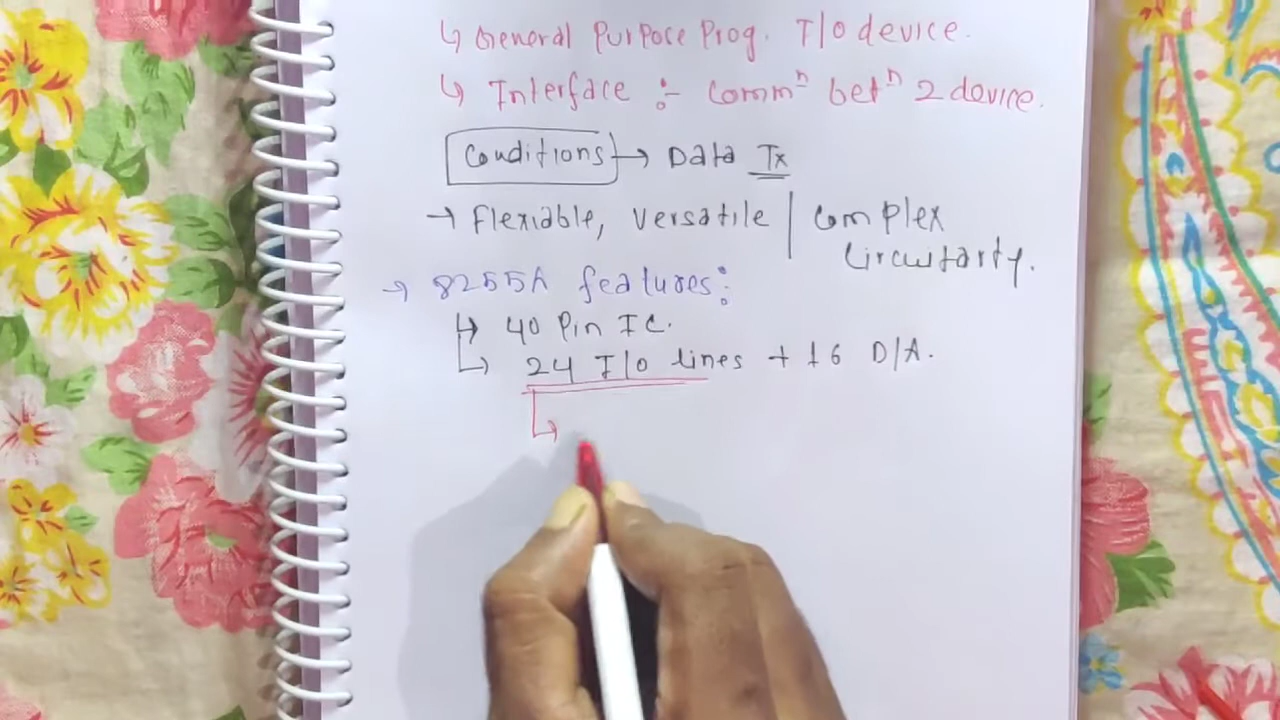 ↳ General Purpose Prog. I/O device.
↳ Interface :- Commⁿ betⁿ 2 device.
Conditions → Data Tx
→ Flexiable, Versatile | Complex
Circuitarty.
→ 8255A features:
↳ 40 Pin IC.
↳ 24 I/O lines + 16 D/A.
↳